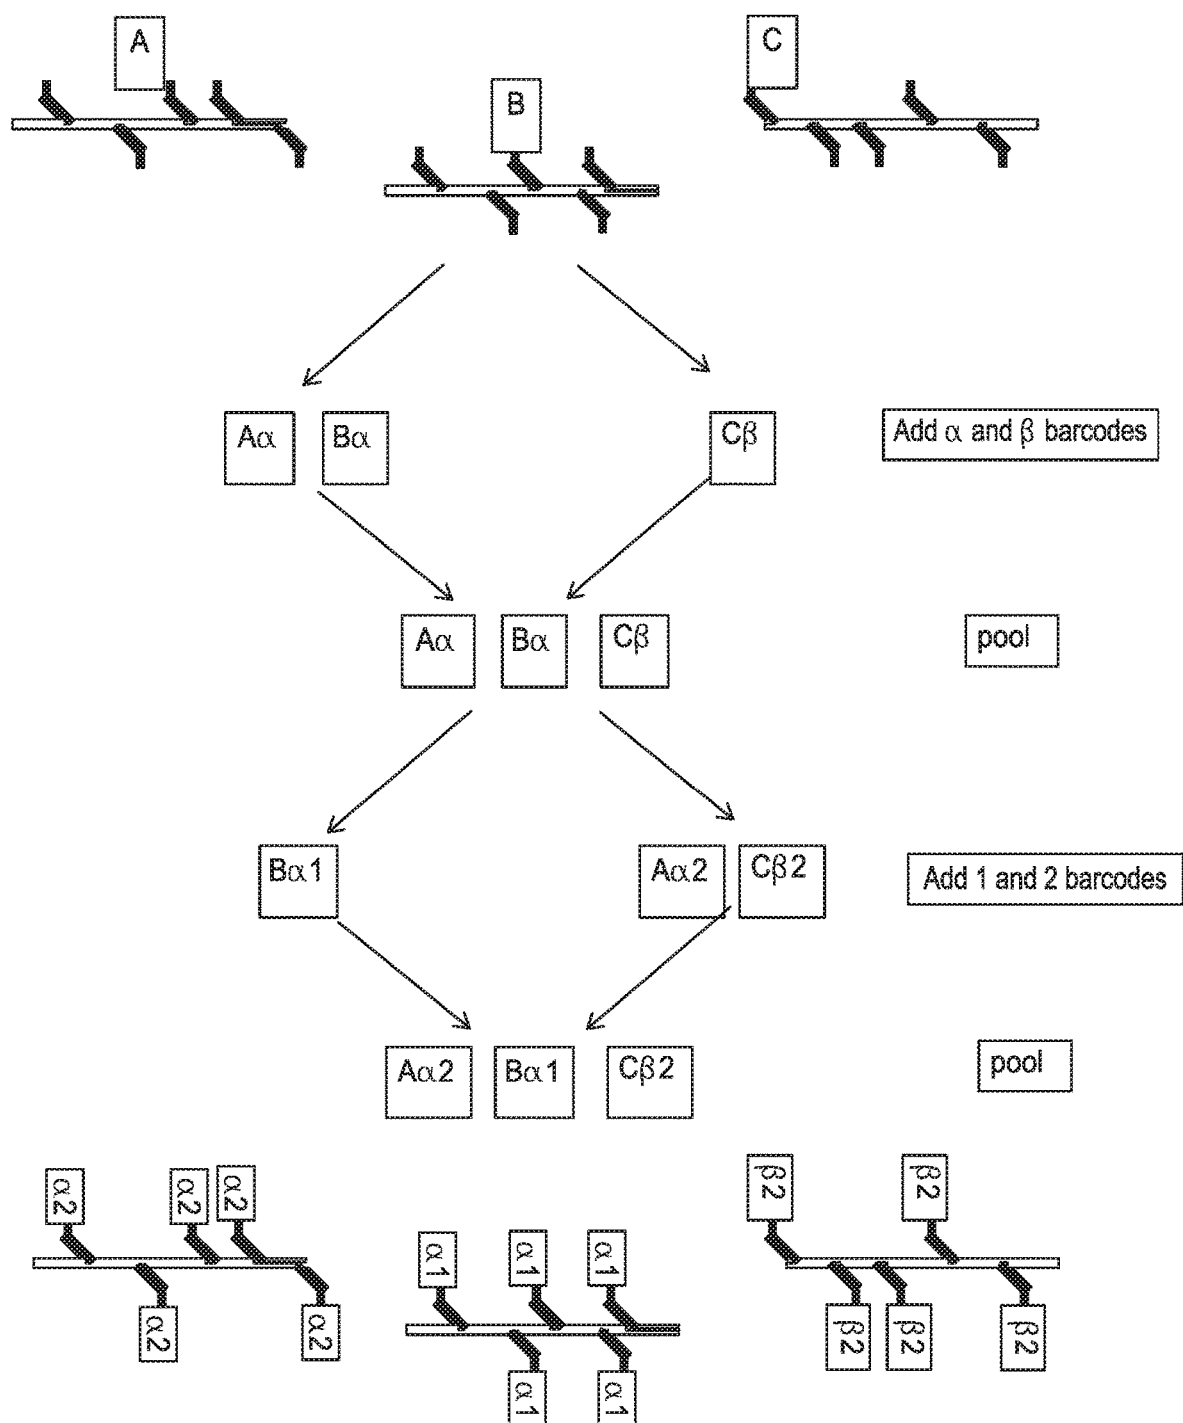 A
B
C
Aα
Bα
Cβ
Add α and β barcodes
Aα
Bα
Cβ
pool
Bα1
Aα2
Cβ2
Add 1 and 2 barcodes
Aα2
Bα1
Cβ2
pool
α2
α2
α2
α2
α2
α1
α1
α1
α1
α1
β2
β2
β2
β2
β2